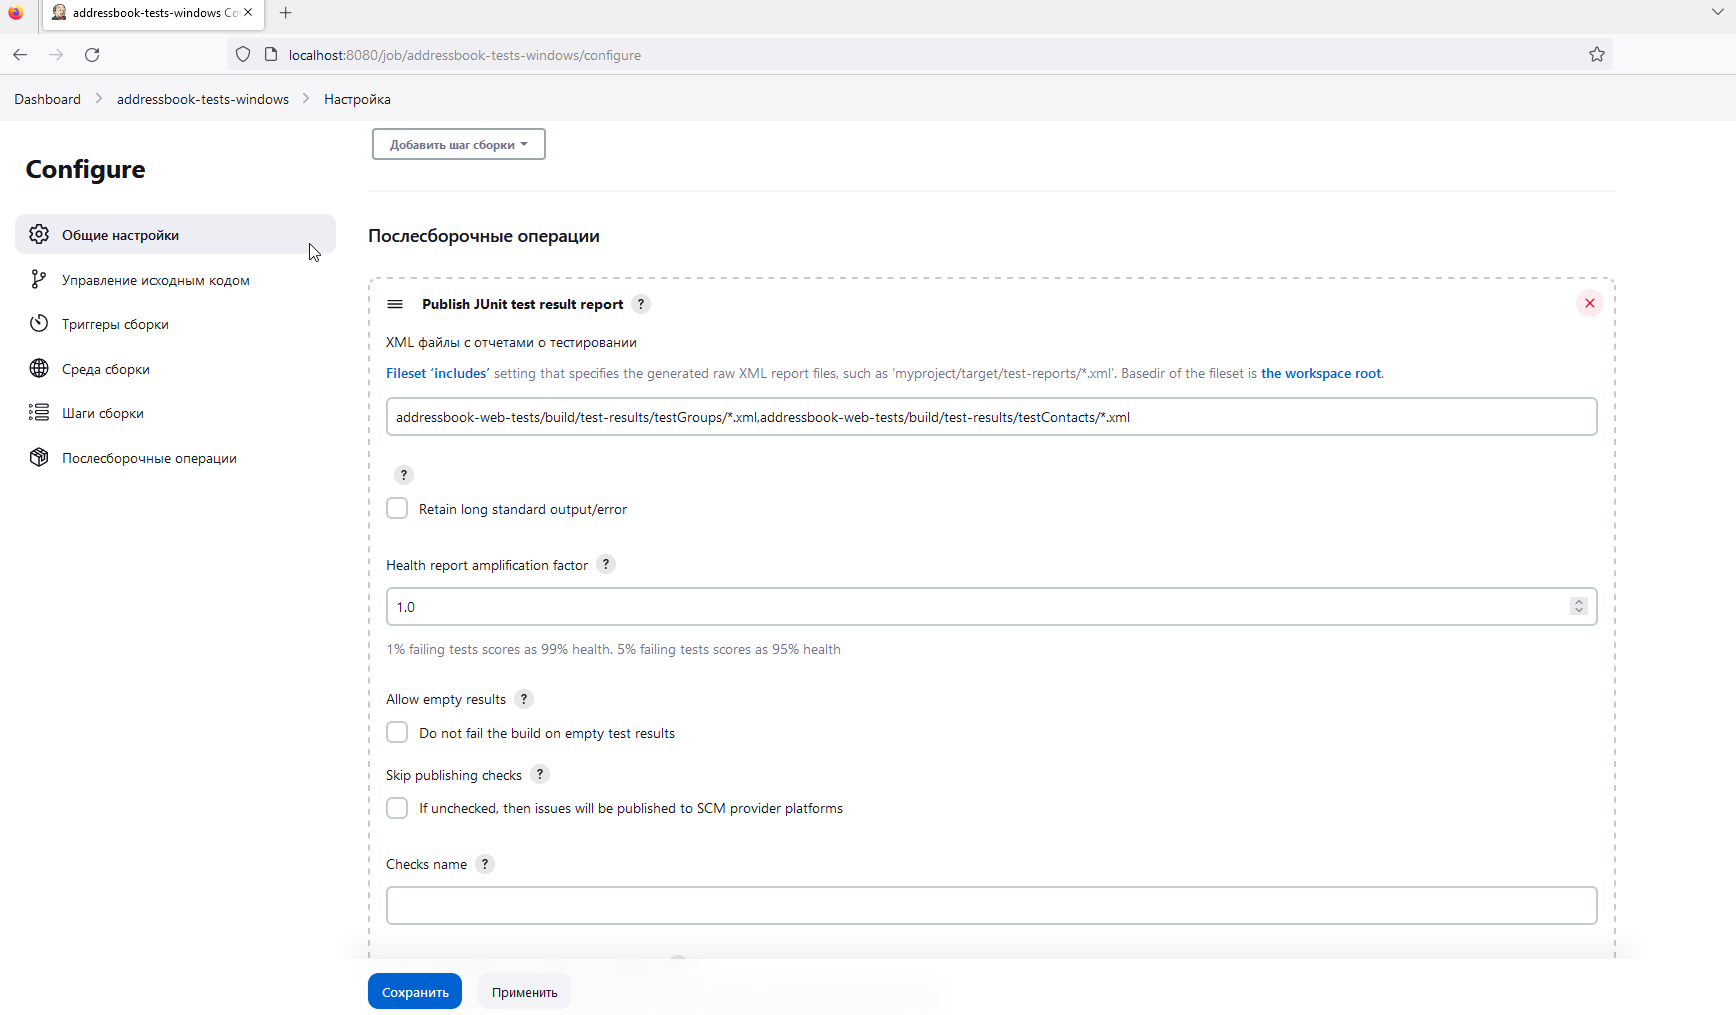 addressbook-tests-windows Co
localhost:8080/job/addressbook-tests-windows/configure
Dashboard addressbook-tests-windows Настройка
Configure
Общие настройки
Управление исходным кодом
Триггеры сборки
Среда сборки
Шаги сборки
Послесборочные операции
Добавить шаг сборки
Послесборочные операции
Publish JUnit test result report ?
XML файлы с отчетами о тестировании
Fileset ‘includes’ setting that specifies the generated raw XML report files, such as ‘myproject/target/test-reports/*.xml’. Basedir of the fileset is the workspace root.
addressbook-web-tests/build/test-results/testGroups/*.xml,addressbook-web-tests/build/test-results/testContacts/*.xml
?
Retain long standard output/error
Health report amplification factor ?
1.0
1% failing tests scores as 99% health. 5% failing tests scores as 95% health
Allow empty results ?
Do not fail the build on empty test results
Skip publishing checks ?
If unchecked, then issues will be published to SCM provider platforms
Checks name ?
Сохранить Применить